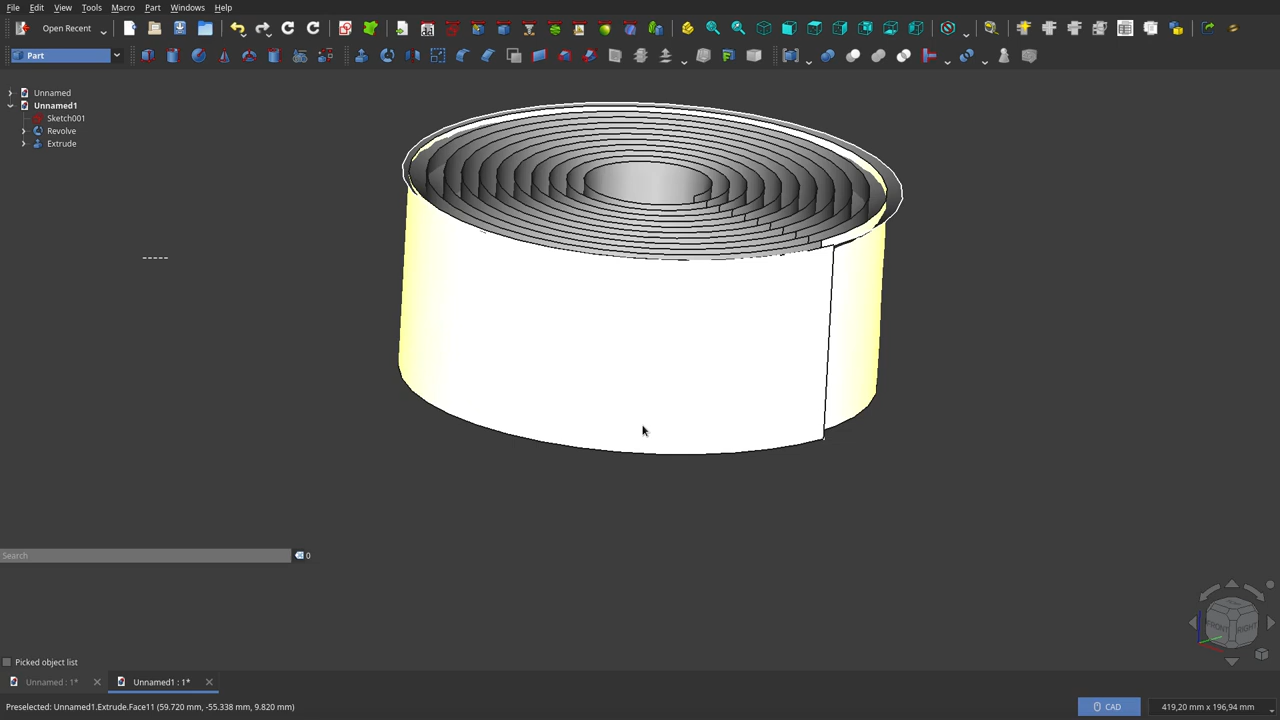 File Edit View Tools Macro Part Windows Help
Open Recent
Part
Unnamed
Unnamed1
Sketch001
Revolve
Extrude
Search
0
Picked object list
Unnamed : 1*
Unnamed1 : 1*
FRONT
RIGHT
Preselected: Unnamed1.Extrude.Face11 (59.720 mm, -55.338 mm, 9.820 mm)
CAD
419,20 mm x 196,94 mm